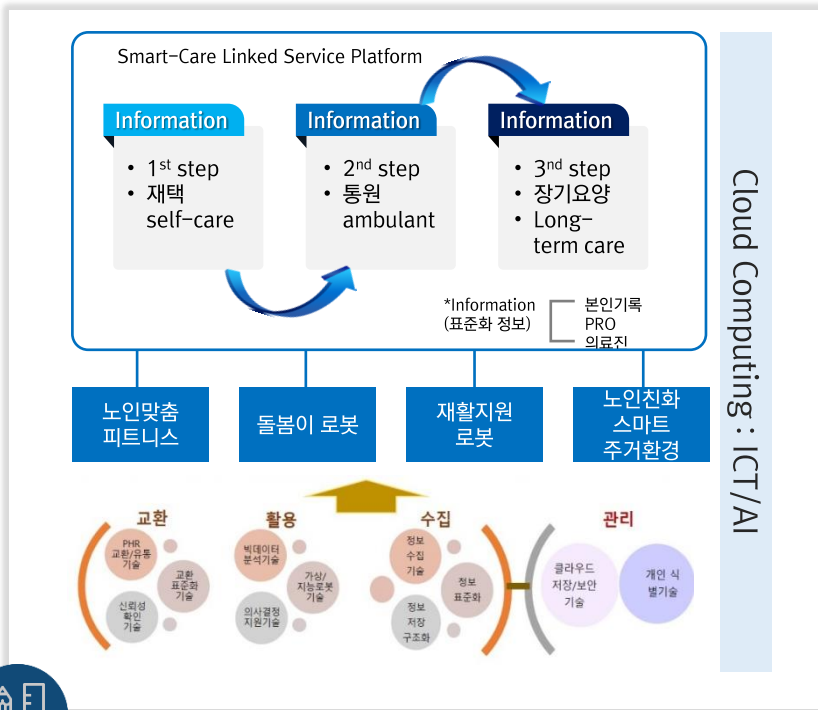 Smart-Care Linked Service Platform
Information
• 1st step
• 재택
self-care
Information
• 2nd step
• 통원
ambulant
Information
• 3nd step
• 장기요양
• Long-
term care
*Information
(표준화 정보)
본인기록
PRO
의료진
Cloud Computing : ICT/AI
노인맞춤
피트니스
돌봄이 로봇
재활지원
로봇
노인친화
스마트
주거환경
교환
PHR
교환/유통
기술
교환
표준화
기술
신뢰성
확인
기술
활용
빅데이터
분석기술
가상/
지능로봇
기술
의사결정
지원기술
수집
정보
수집
기술
정보
표준화
정보
저장
구조화
관리
클라우드
저장/보안
기술
개인 식
별기술